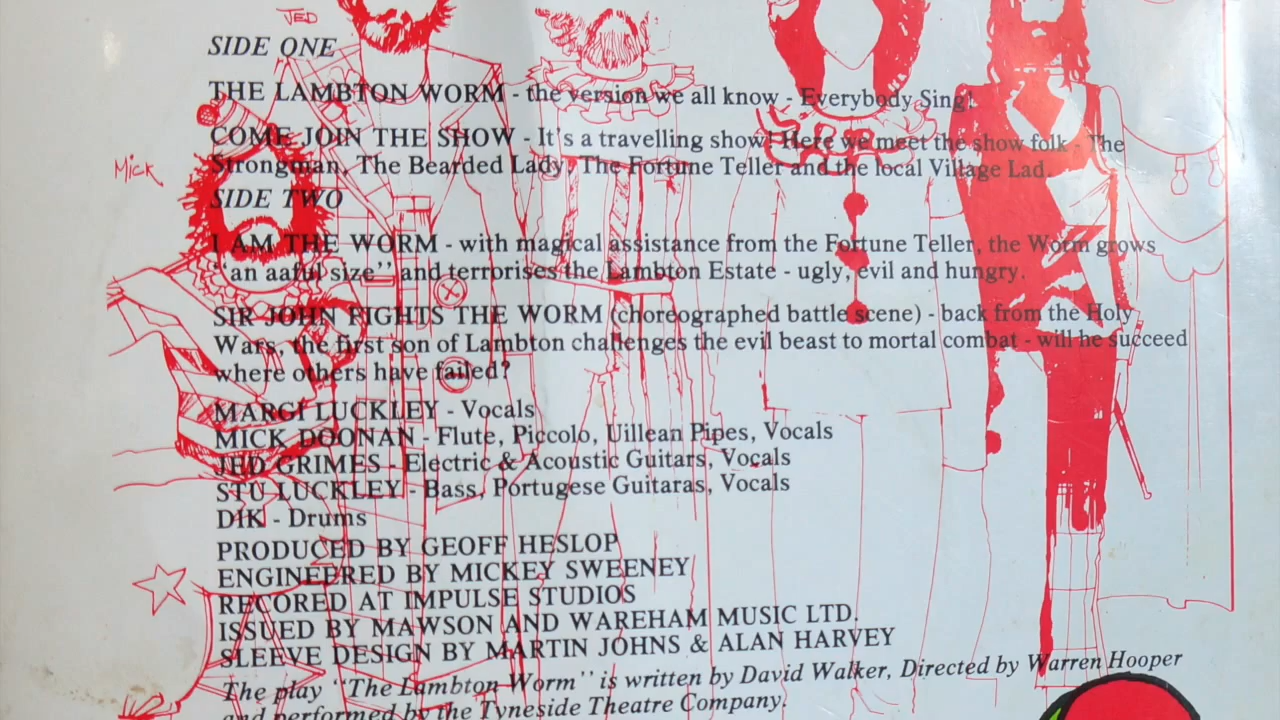 JED
SIDE ONE
THE LAMBTON WORM - the version we all know - Everybody Sing!
COME JOIN THE SHOW - It's a travelling show! Here we meet the show folk - The
Strongman, The Bearded Lady, The Fortune Teller and the local Village Lad.
MICK
SIDE TWO
I AM THE WORM - with magical assistance from the Fortune Teller, the Worm grows
"an aaful size" and terrprises the Lambton Estate - ugly, evil and hungry.
SIR JOHN FIGHTS THE WORM (choreographed battle scene) - back from the Holy
Wars, the first son of Lambton challenges the evil beast to mortal combat - will he succeed
where others have failed?
MARGI LUCKLEY - Vocals
MICK DOONAN - Flute, Piccolo, Uillean Pipes, Vocals
JED GRIMES - Electric & Acoustic Guitars, Vocals
STU LUCKLEY - Bass, Portugese Guitaras, Vocals
DIK - Drums
PRODUCED BY GEOFF HESLOP
ENGINEERED BY MICKEY SWEENEY
RECORED AT IMPULSE STUDIOS
ISSUED BY MAWSON AND WAREHAM MUSIC LTD.
SLEEVE DESIGN BY MARTIN JOHNS & ALAN HARVEY
The play "The Lambton Worm" is written by David Walker, Directed by Warren Hooper
and performed by the Tyneside Theatre Company.